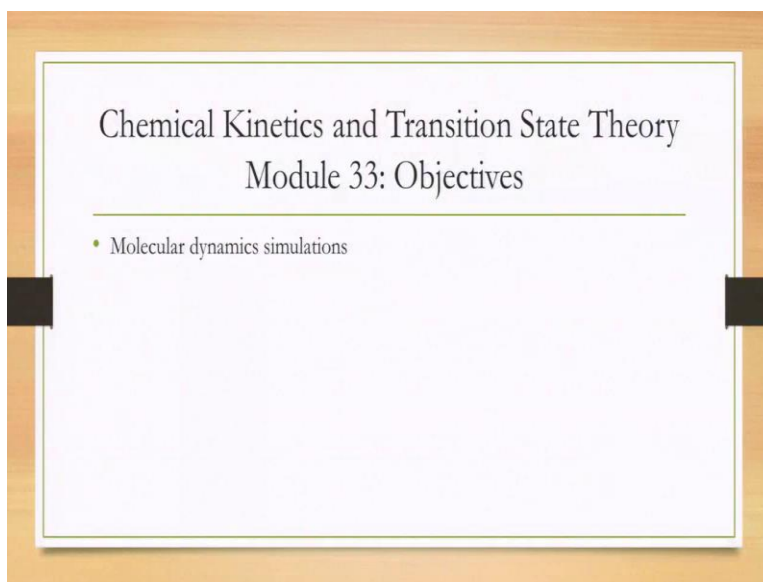 Chemical Kinetics and Transition State Theory
Module 33: Objectives
• Molecular dynamics simulations